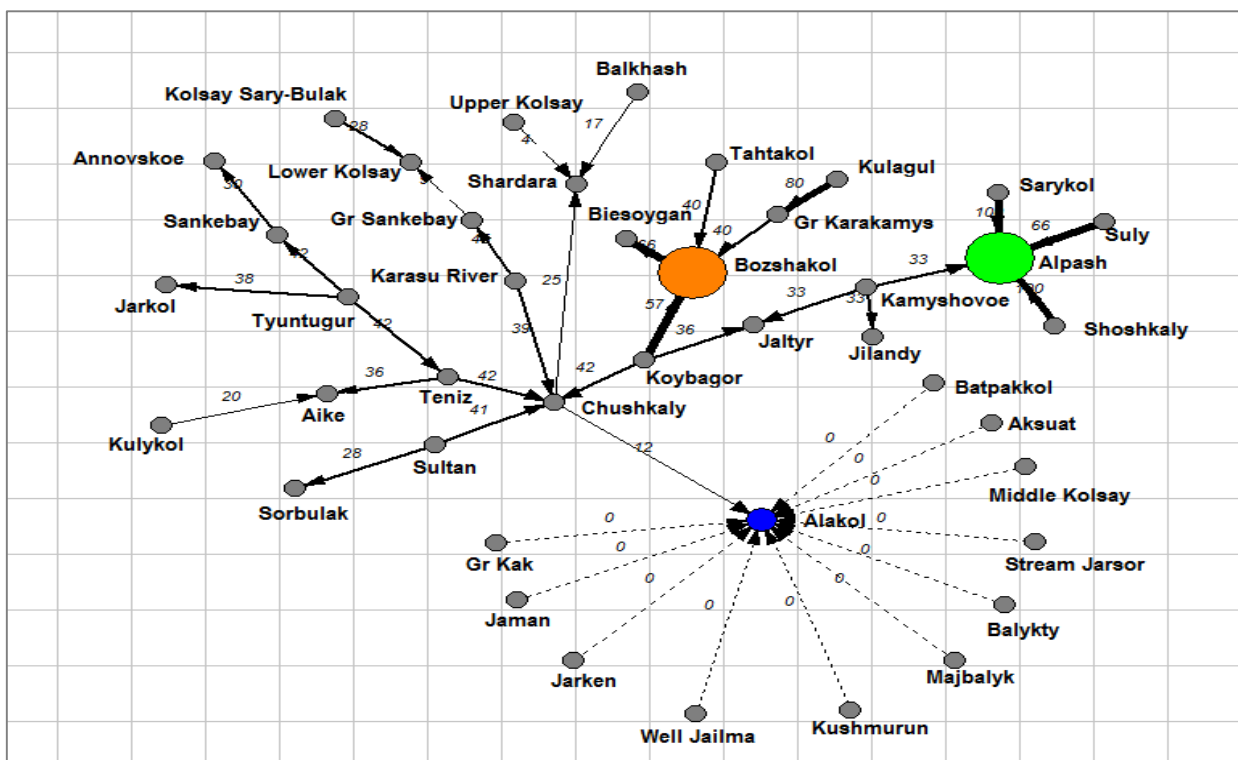 Balkhash
Kolsay Sary-Bulak
Upper Kolsay
28
4
17
Annovskoe
Lower Kolsay
Tahtakol
Kulagul
30
Shardara
80
Sarykol
Sankebay
Gr Sankebay
Biesoygan
40
40
Gr Karakamys
66
Suly
42
66
Bozshakol
Alpash
Jarkol
38
Karasu River
25
33
Kamyshovoe
100
Tyuntugur
42
39
57
36
33
33
Shoshkaly
Jaltyr
Jilandy
36
Teniz
42
42
Koybagor
Batpakkol
20
Aike
41
Chushkaly
Aksuat
Kulykol
28
Sultan
12
0
0
0
Middle Kolsay
Sorbulak
0
Alakol
0
Gr Kak
0
0
Stream Jarsor
Jaman
0
0
0
0
Balykty
Jarken
Majbalyk
Well Jailma
Kushmurun